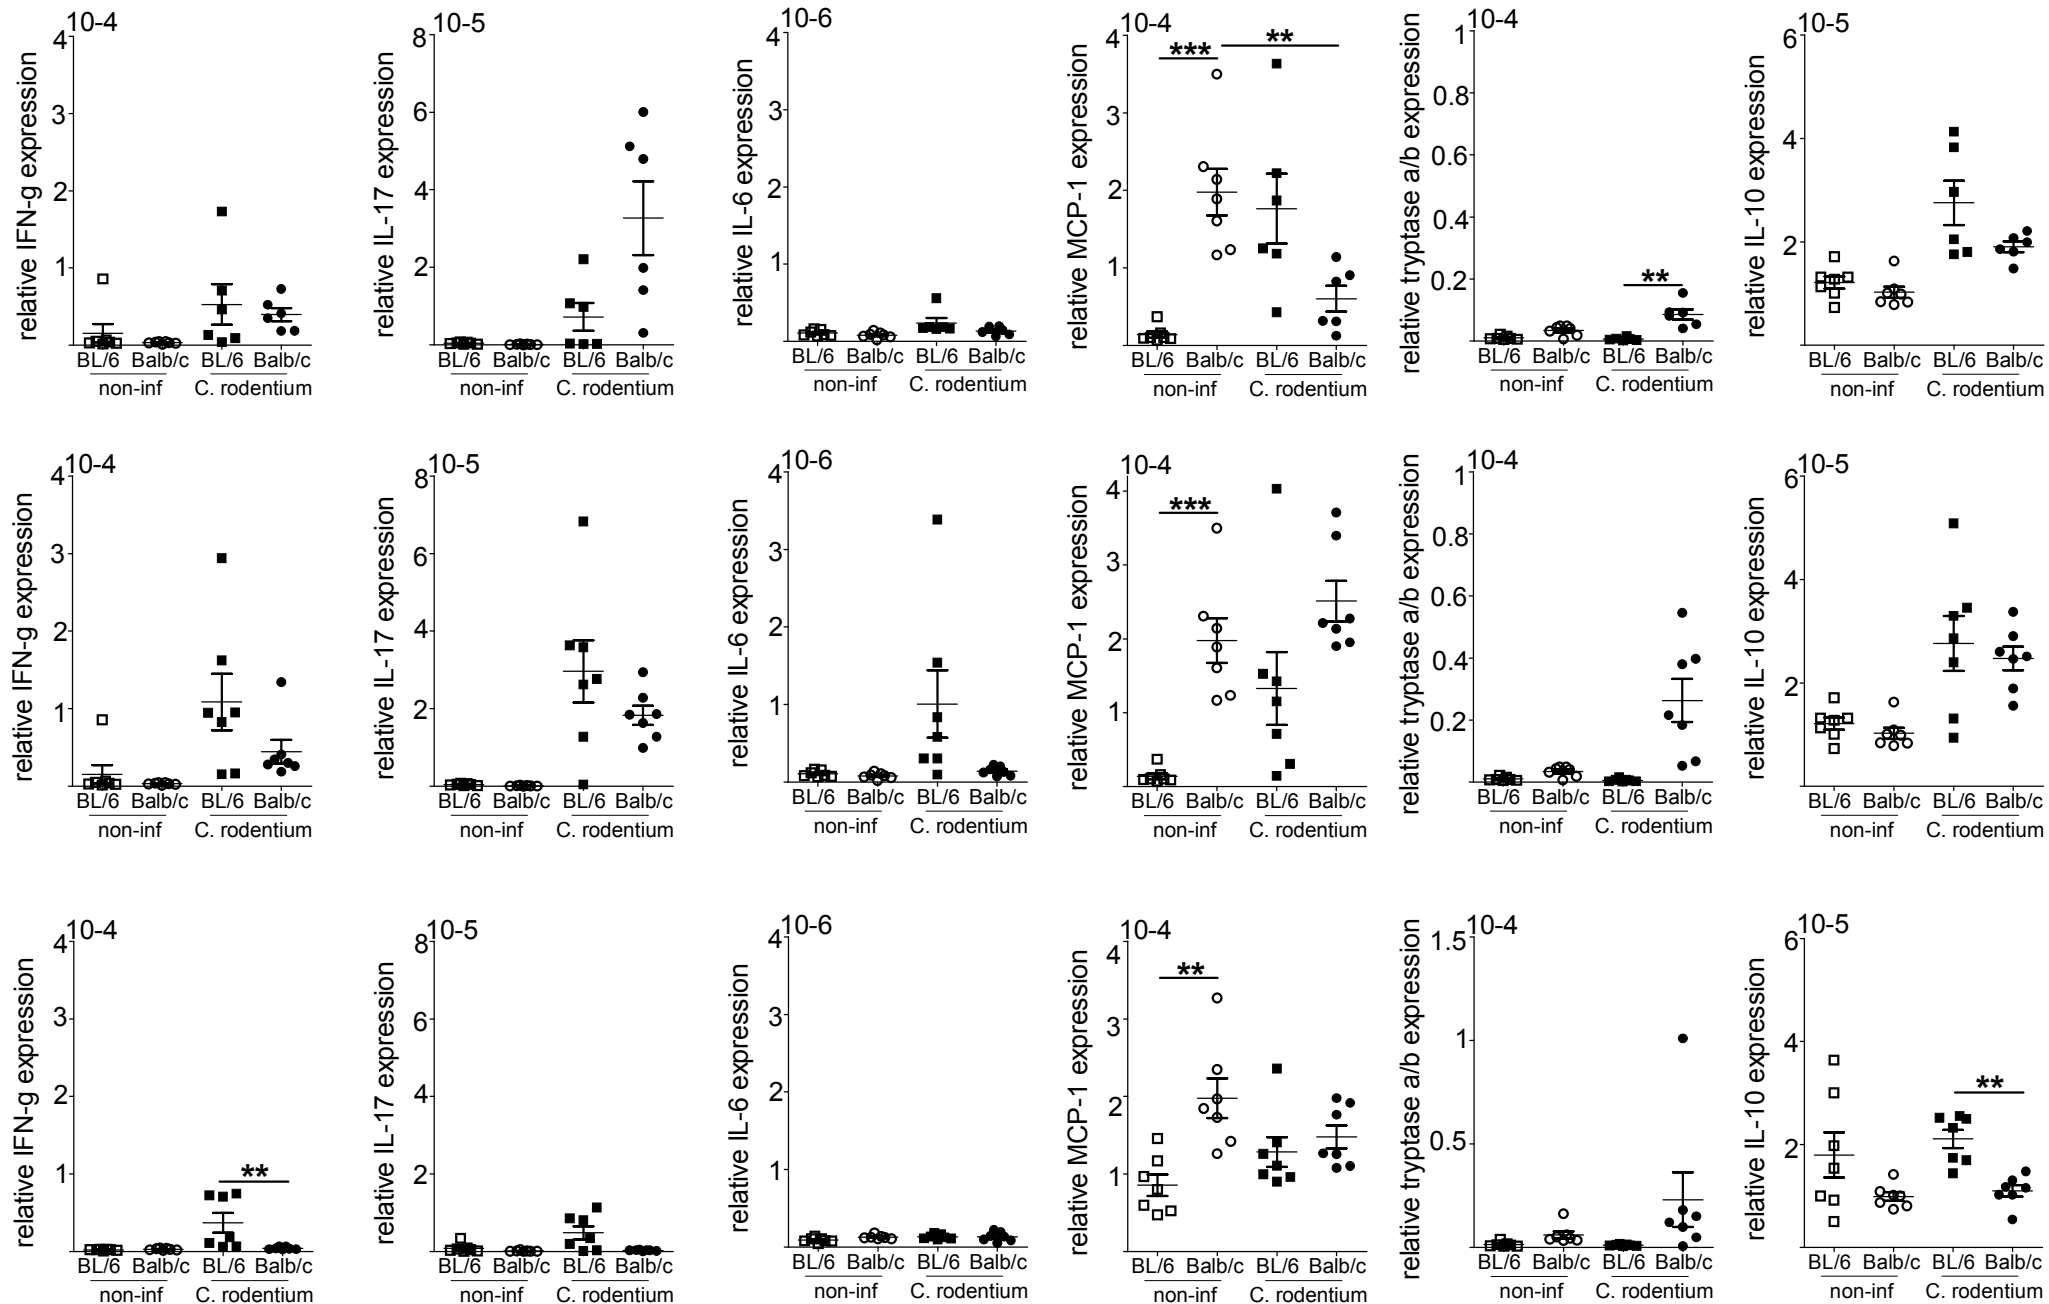 10-4
relative IFN-g expression
4
3
2
1
BL/6 Balb/c BL/6 Balb/c
non-inf C. rodentium
10-5
relative IL-17 expression
8
6
4
2
BL/6 Balb/c BL/6 Balb/c
non-inf C. rodentium
10-6
relative IL-6 expression
4
3
2
1
BL/6 Balb/c BL/6 Balb/c
non-inf C. rodentium
10-4
relative MCP-1 expression
4
3
2
1
*** **
BL/6 Balb/c BL/6 Balb/c
non-inf C. rodentium
10-4
relative tryptase a/b expression
1
0.8
0.6
0.4
0.2
**
BL/6 Balb/c BL/6 Balb/c
non-inf C. rodentium
10-5
relative IL-10 expression
6
4
2
BL/6 Balb/c BL/6 Balb/c
non-inf C. rodentium
10-4
relative IFN-g expression
4
3
2
1
BL/6 Balb/c BL/6 Balb/c
non-inf C. rodentium
10-5
relative IL-17 expression
8
6
4
2
BL/6 Balb/c BL/6 Balb/c
non-inf C. rodentium
10-6
relative IL-6 expression
4
3
2
1
BL/6 Balb/c BL/6 Balb/c
non-inf C. rodentium
10-4
relative MCP-1 expression
4
3
2
1
***
BL/6 Balb/c BL/6 Balb/c
non-inf C. rodentium
10-4
relative tryptase a/b expression
1
0.8
0.6
0.4
0.2
BL/6 Balb/c BL/6 Balb/c
non-inf C. rodentium
10-5
relative IL-10 expression
6
4
2
BL/6 Balb/c BL/6 Balb/c
non-inf C. rodentium
10-4
relative IFN-g expression
4
3
2
1
**
BL/6 Balb/c BL/6 Balb/c
non-inf C. rodentium
10-5
relative IL-17 expression
8
6
4
2
BL/6 Balb/c BL/6 Balb/c
non-inf C. rodentium
10-6
relative IL-6 expression
4
3
2
1
BL/6 Balb/c BL/6 Balb/c
non-inf C. rodentium
10-4
relative MCP-1 expression
4
3
2
1
**
BL/6 Balb/c BL/6 Balb/c
non-inf C. rodentium
10-4
relative tryptase a/b expression
1.5
1
0.5
BL/6 Balb/c BL/6 Balb/c
non-inf C. rodentium
10-5
relative IL-10 expression
6
4
2
**
BL/6 Balb/c BL/6 Balb/c
non-inf C. rodentium